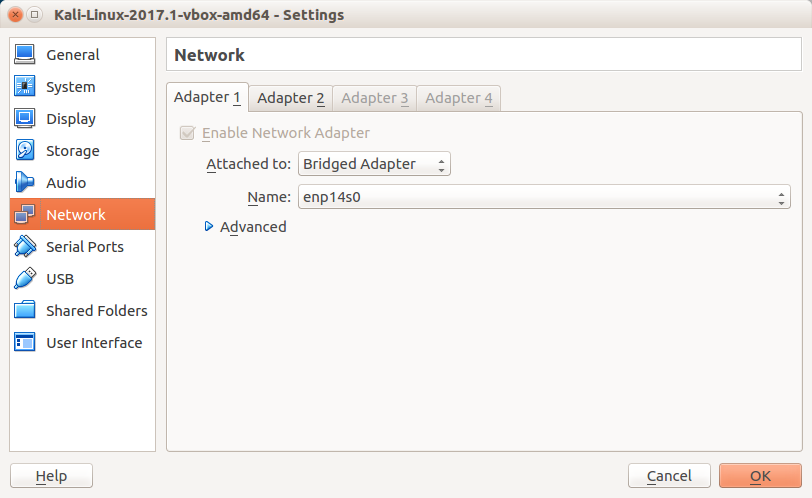 Kali-Linux-2017.1-vbox-amd64 - Settings
General
System
Display
Storage
Audio
Network
Serial Ports
USB
Shared Folders
User Interface
Network
Adapter 1 Adapter 2 Adapter 3 Adapter 4
Enable Network Adapter
Attached to: Bridged Adapter
Name: enp14s0
Advanced
Help Cancel OK